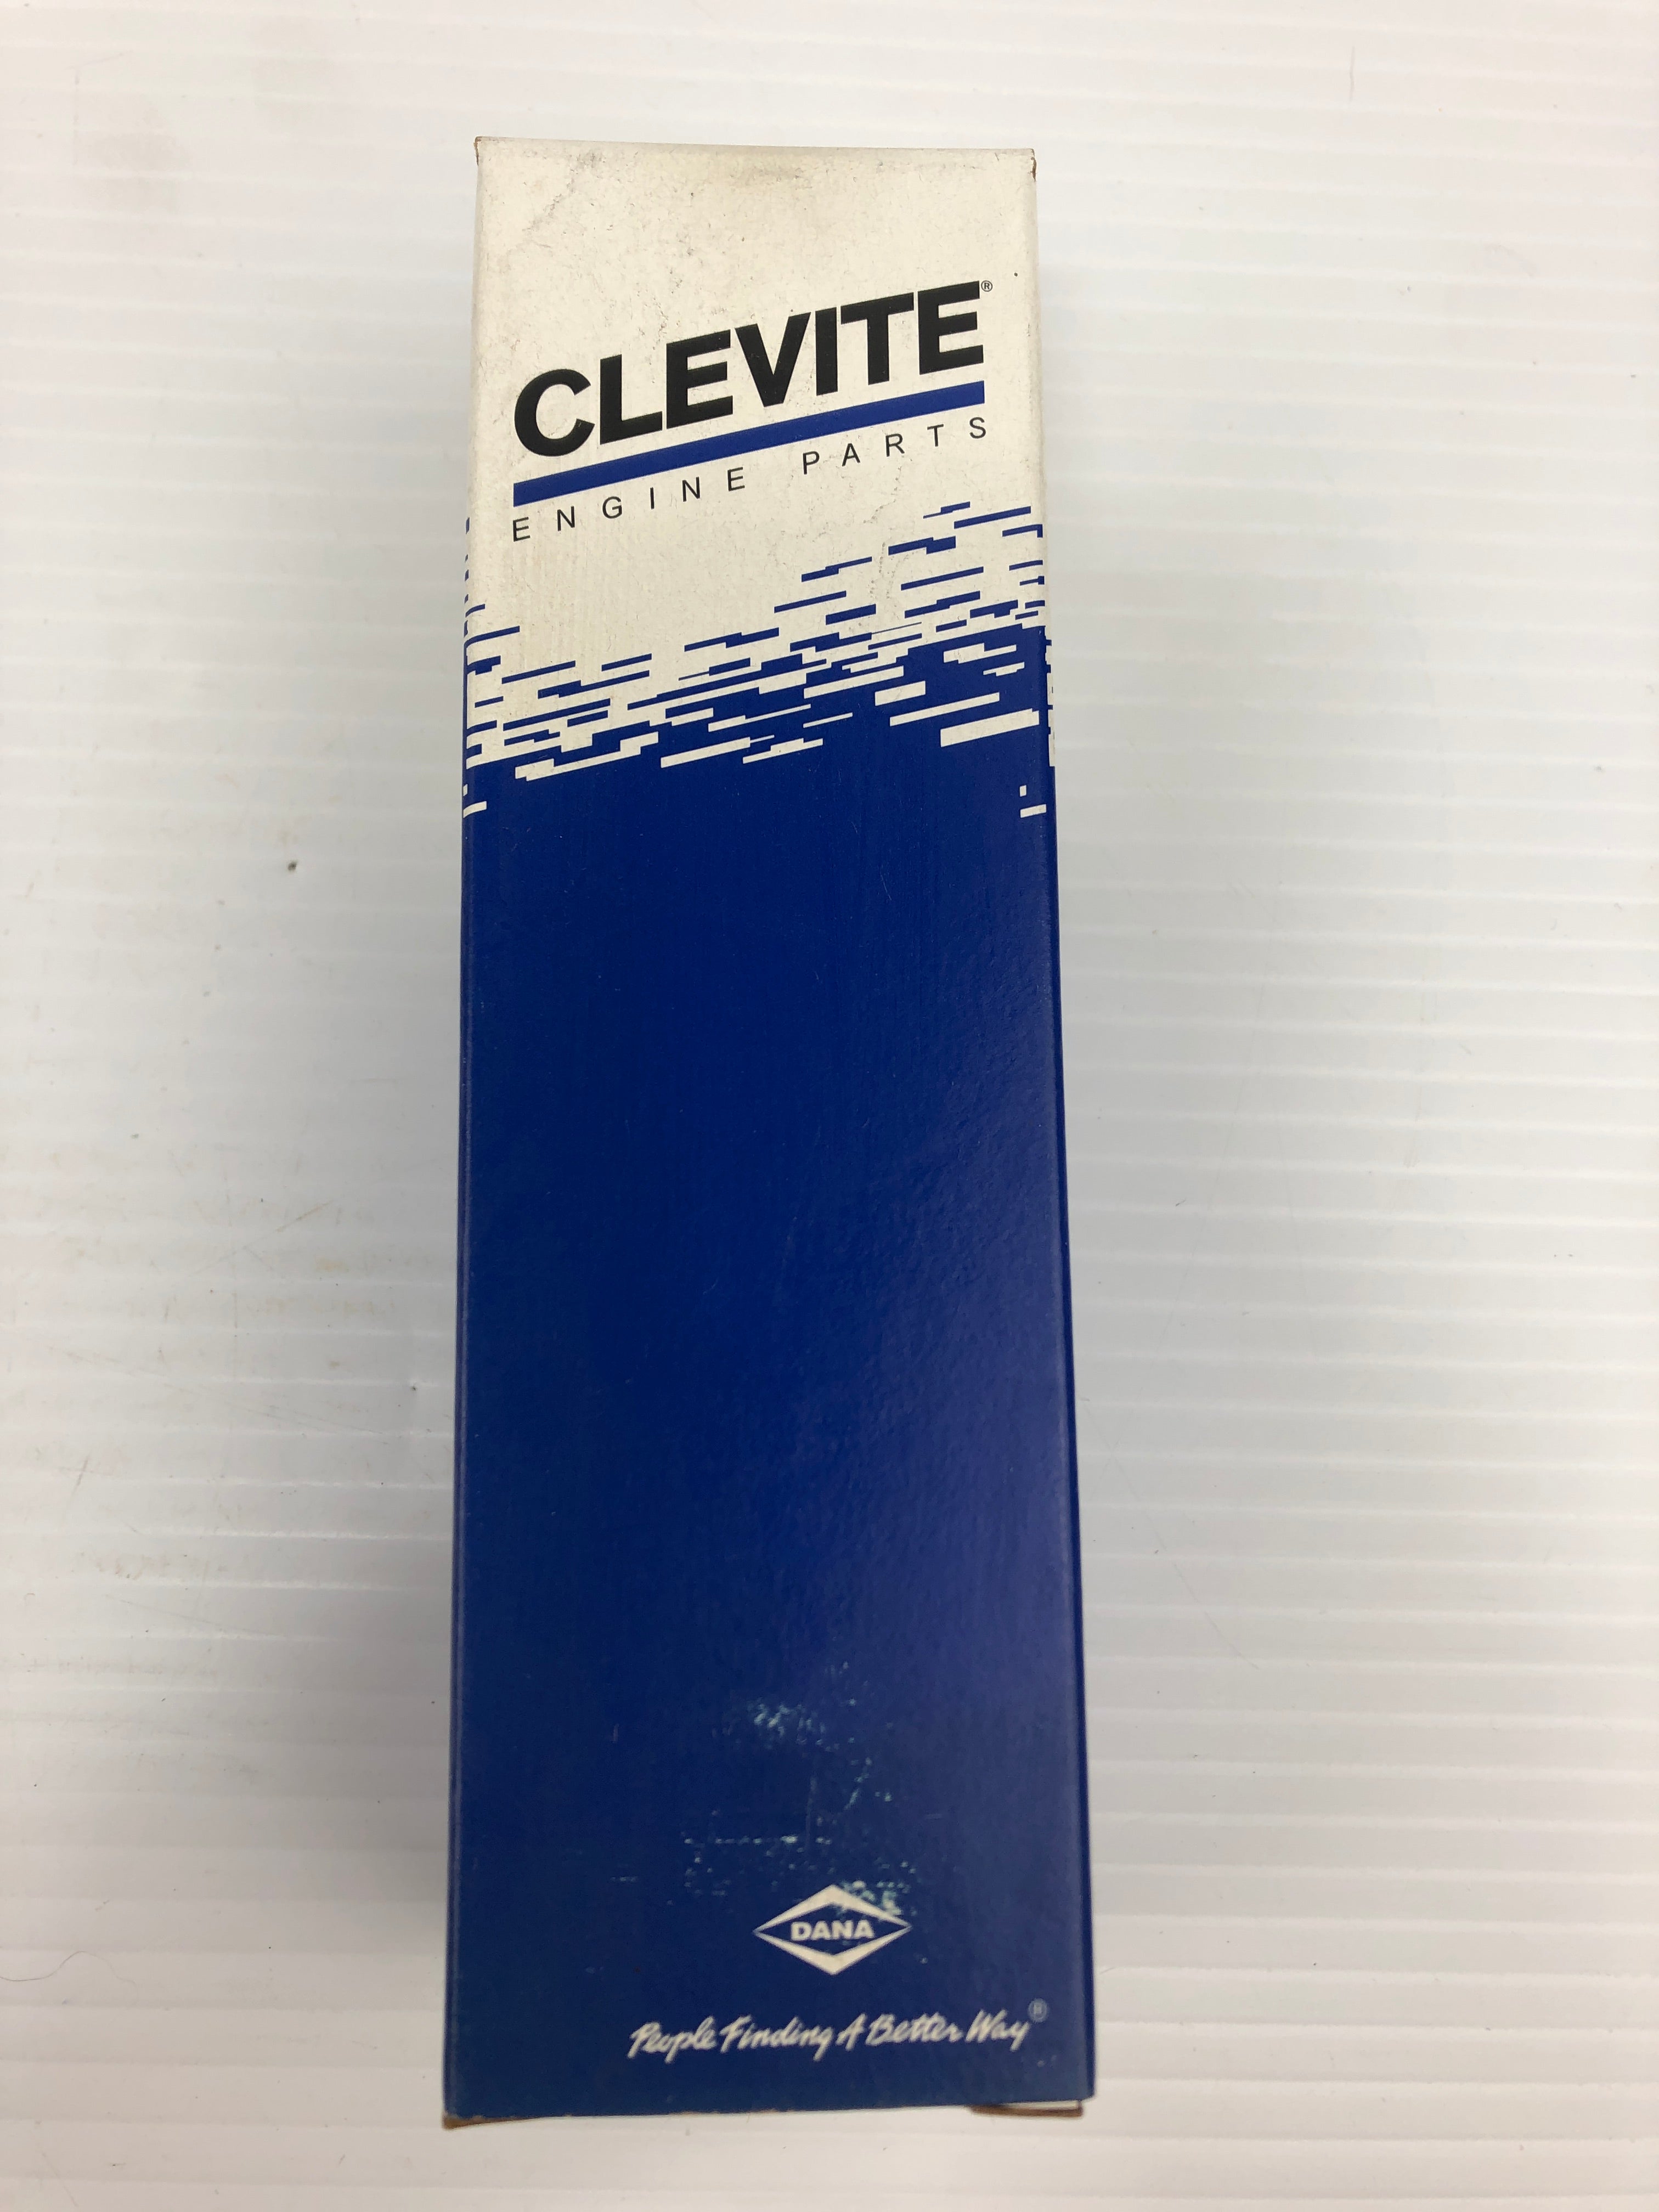 CLEVITE®
ENGINE PARTS
DANA
People Finding A Better Way®